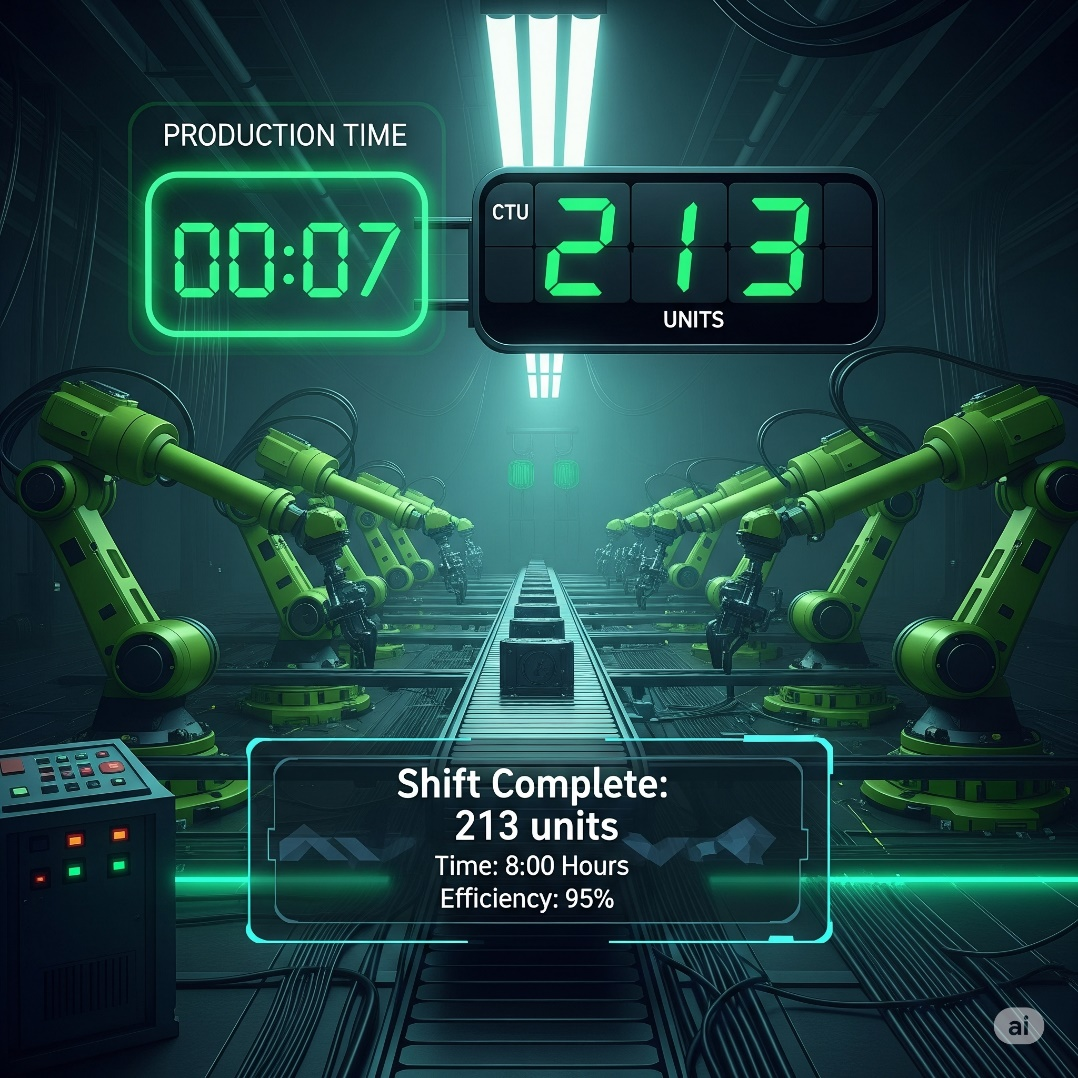 PRODUCTION TIME
00:07
CTU
213
UNITS
Shift Complete:
213 units
Time: 8:00 Hours
Efficiency: 95%
ai